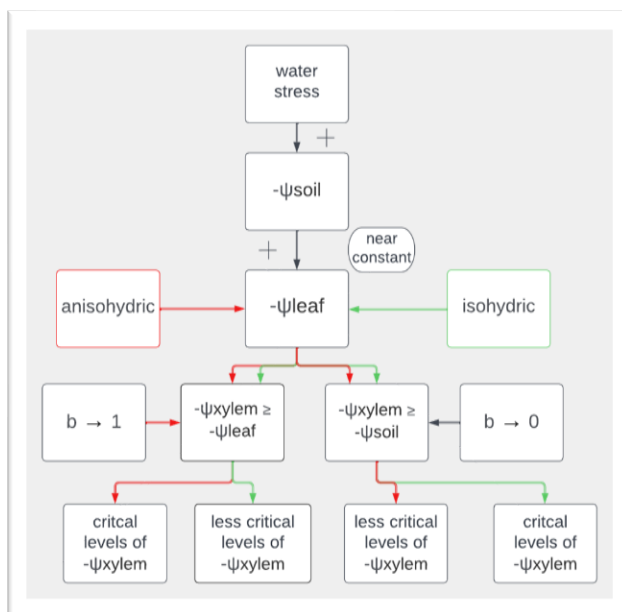 water
stress
+
-ψsoil
+
near
constant
anisohydric
-ψleaf
isohydric
b → 1
-ψxylem ≥
-ψleaf
-ψxylem ≥
-ψsoil
b → 0
critcal
levels of
-ψxylem
less critical
levels of
-ψxylem
less critical
levels of
-ψxylem
critcal
levels of
-ψxylem